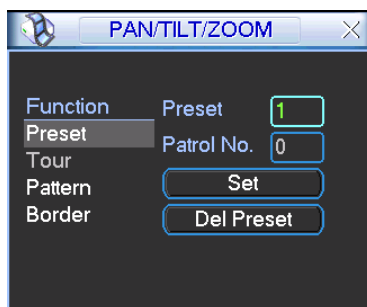 PAN/TILT/ZOOM
Function
Preset
Tour
Pattern
Border
Preset 1
Patrol No. 0
Set
Del Preset